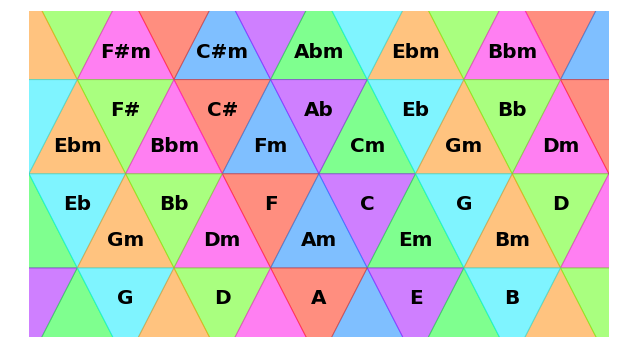 F#m C#m Abm Ebm Bbm
F# C# Ab Eb Bb
Ebm Bbm Fm Cm Gm Dm
Eb Bb F C G D
Gm Dm Am Em Bm
G D A E B